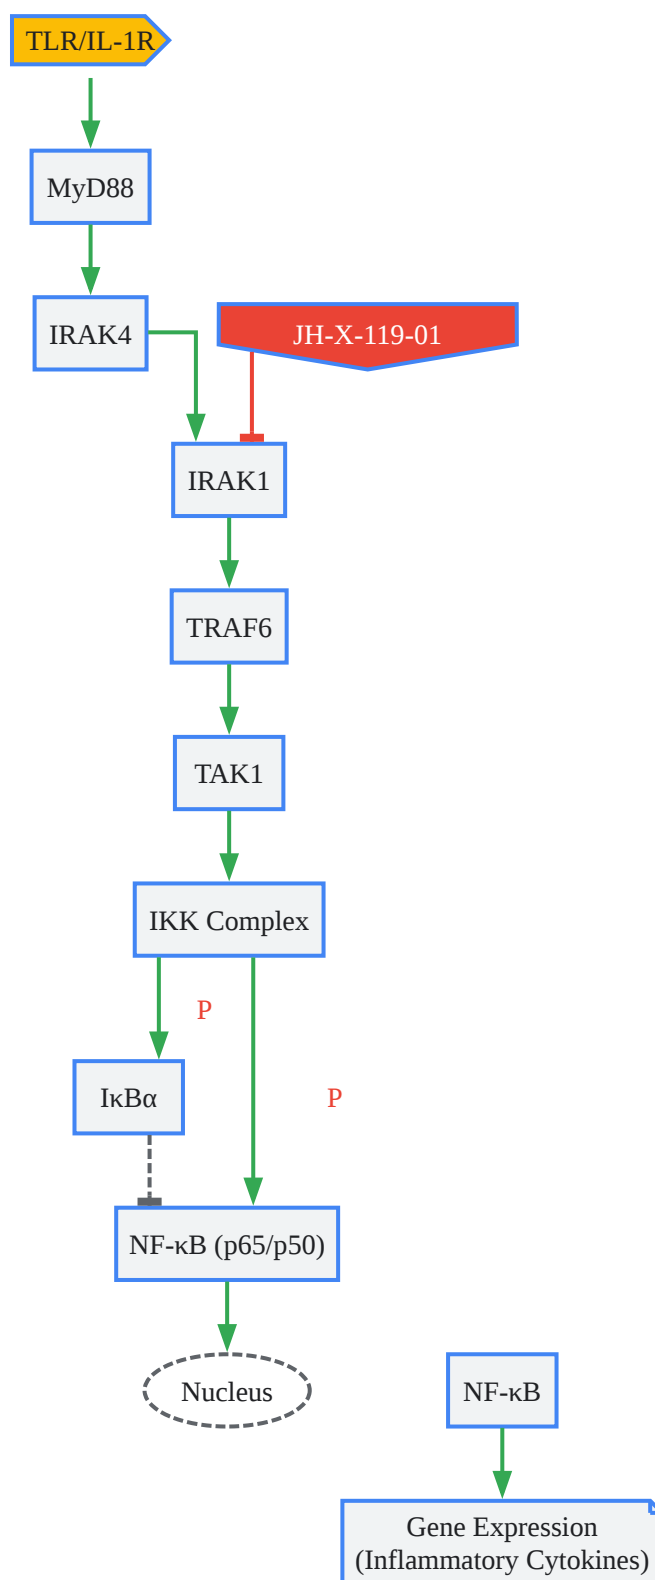 TLR/IL-1R
MyD88
IRAK4
JH-X-119-01
IRAK1
TRAF6
TAK1
IKK Complex
P
IκBα
P
NF-κB (p65/p50)
Nucleus
NF-κB
Gene Expression
(Inflammatory Cytokines)